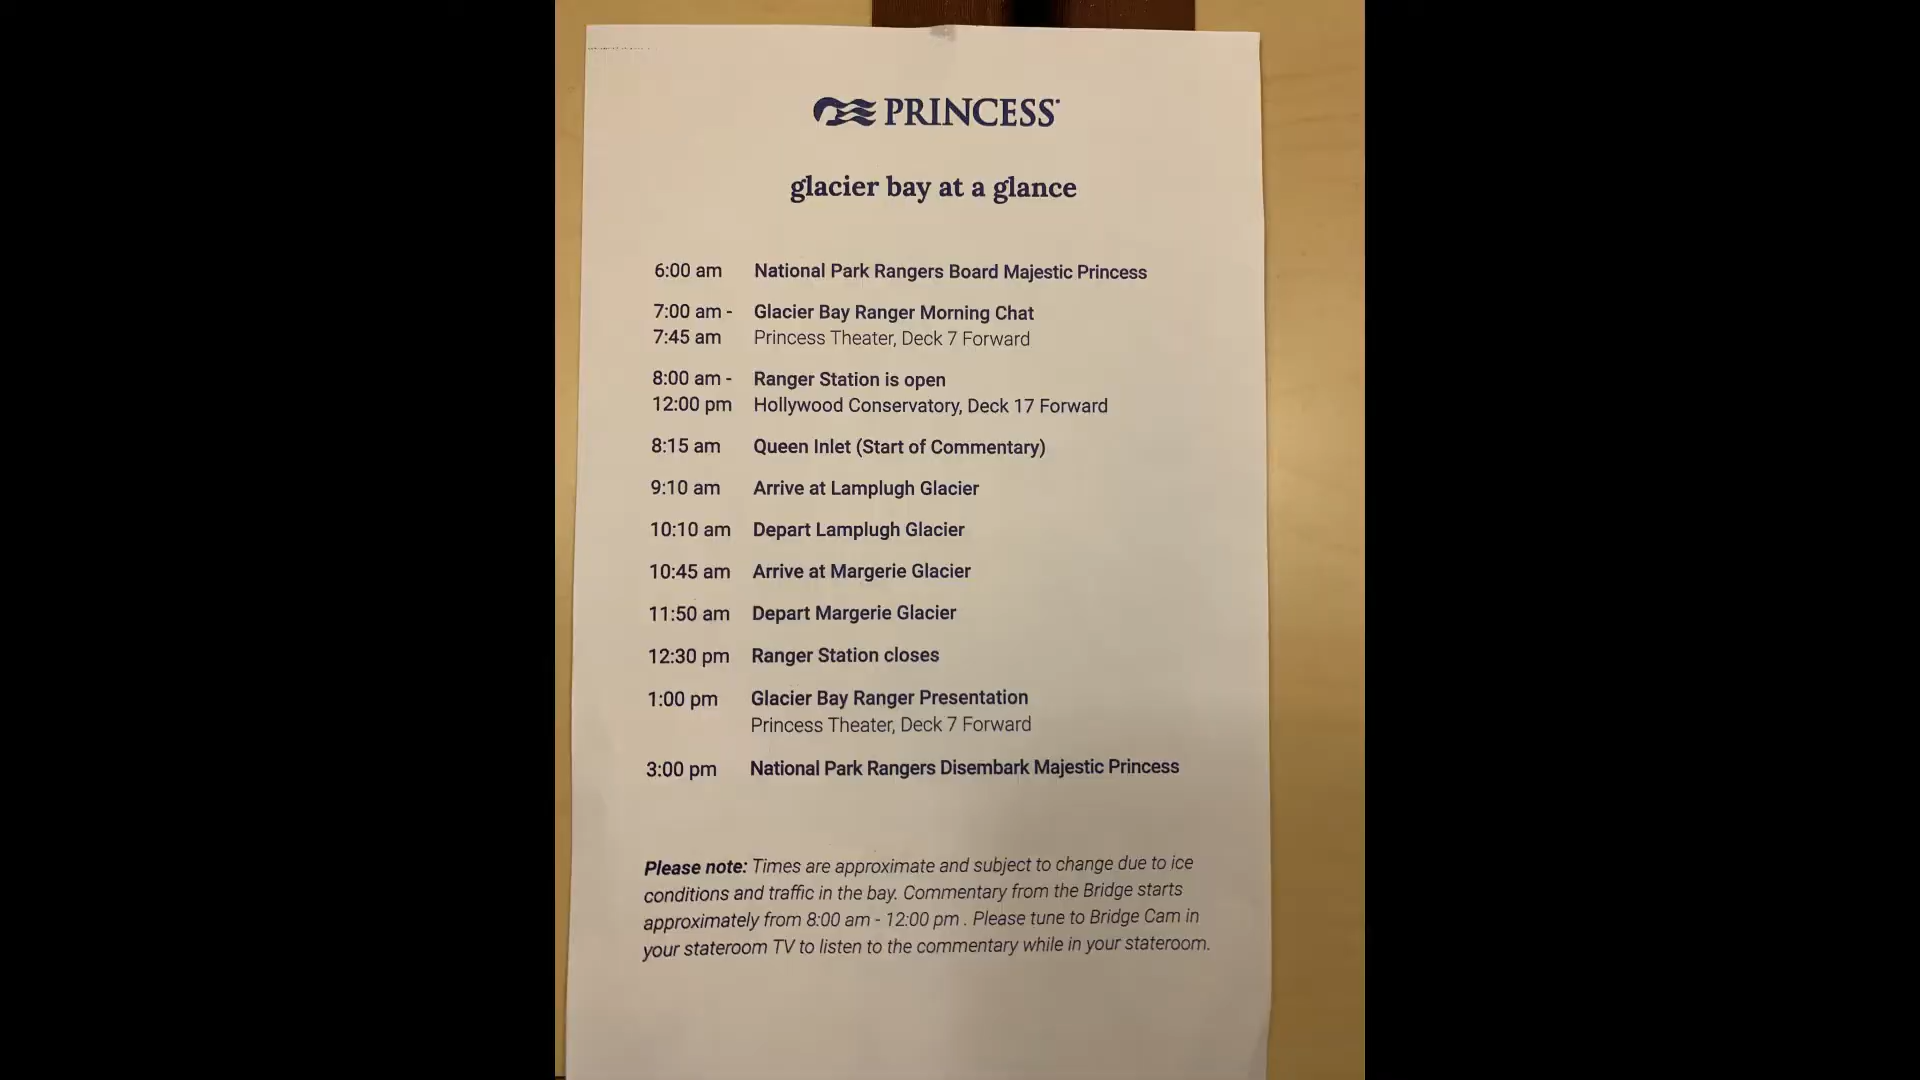 PRINCESS
glacier bay at a glance
6:00 am National Park Rangers Board Majestic Princess
7:00 am - Glacier Bay Ranger Morning Chat
7:45 am Princess Theater, Deck 7 Forward
8:00 am - Ranger Station is open
12:00 pm Hollywood Conservatory, Deck 17 Forward
8:15 am Queen Inlet (Start of Commentary)
9:10 am Arrive at Lamplugh Glacier
10:10 am Depart Lamplugh Glacier
10:45 am Arrive at Margerie Glacier
11:50 am Depart Margerie Glacier
12:30 pm Ranger Station closes
1:00 pm Glacier Bay Ranger Presentation
Princess Theater, Deck 7 Forward
3:00 pm National Park Rangers Disembark Majestic Princess
Please note: Times are approximate and subject to change due to ice
conditions and traffic in the bay. Commentary from the Bridge starts
approximately from 8:00 am - 12:00 pm . Please tune to Bridge Cam in
your stateroom TV to listen to the commentary while in your stateroom.